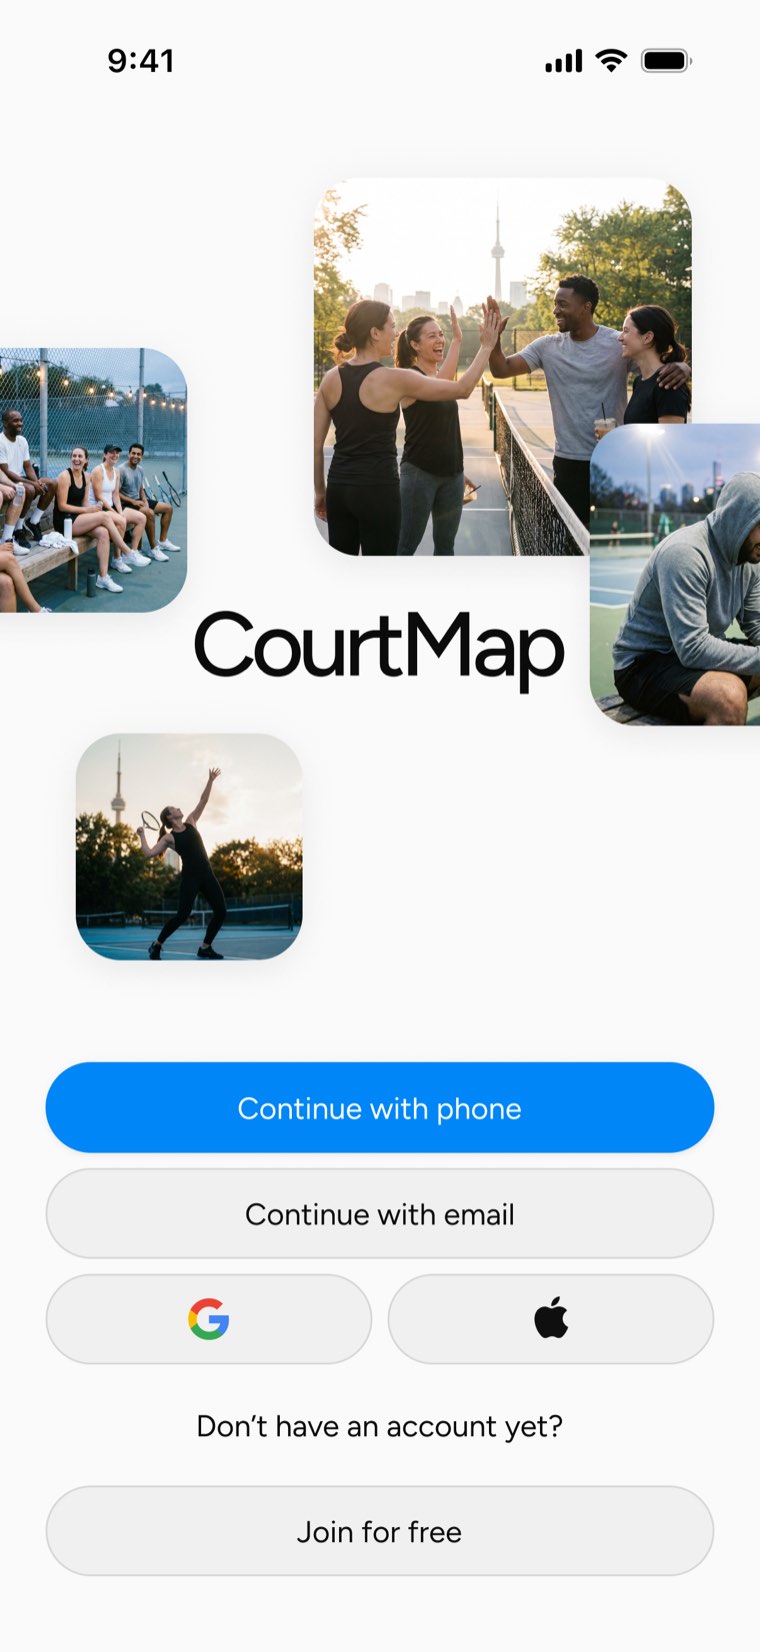 9:41
CourtMap
Continue with phone
Continue with email
Don’t have an account yet?
Join for free